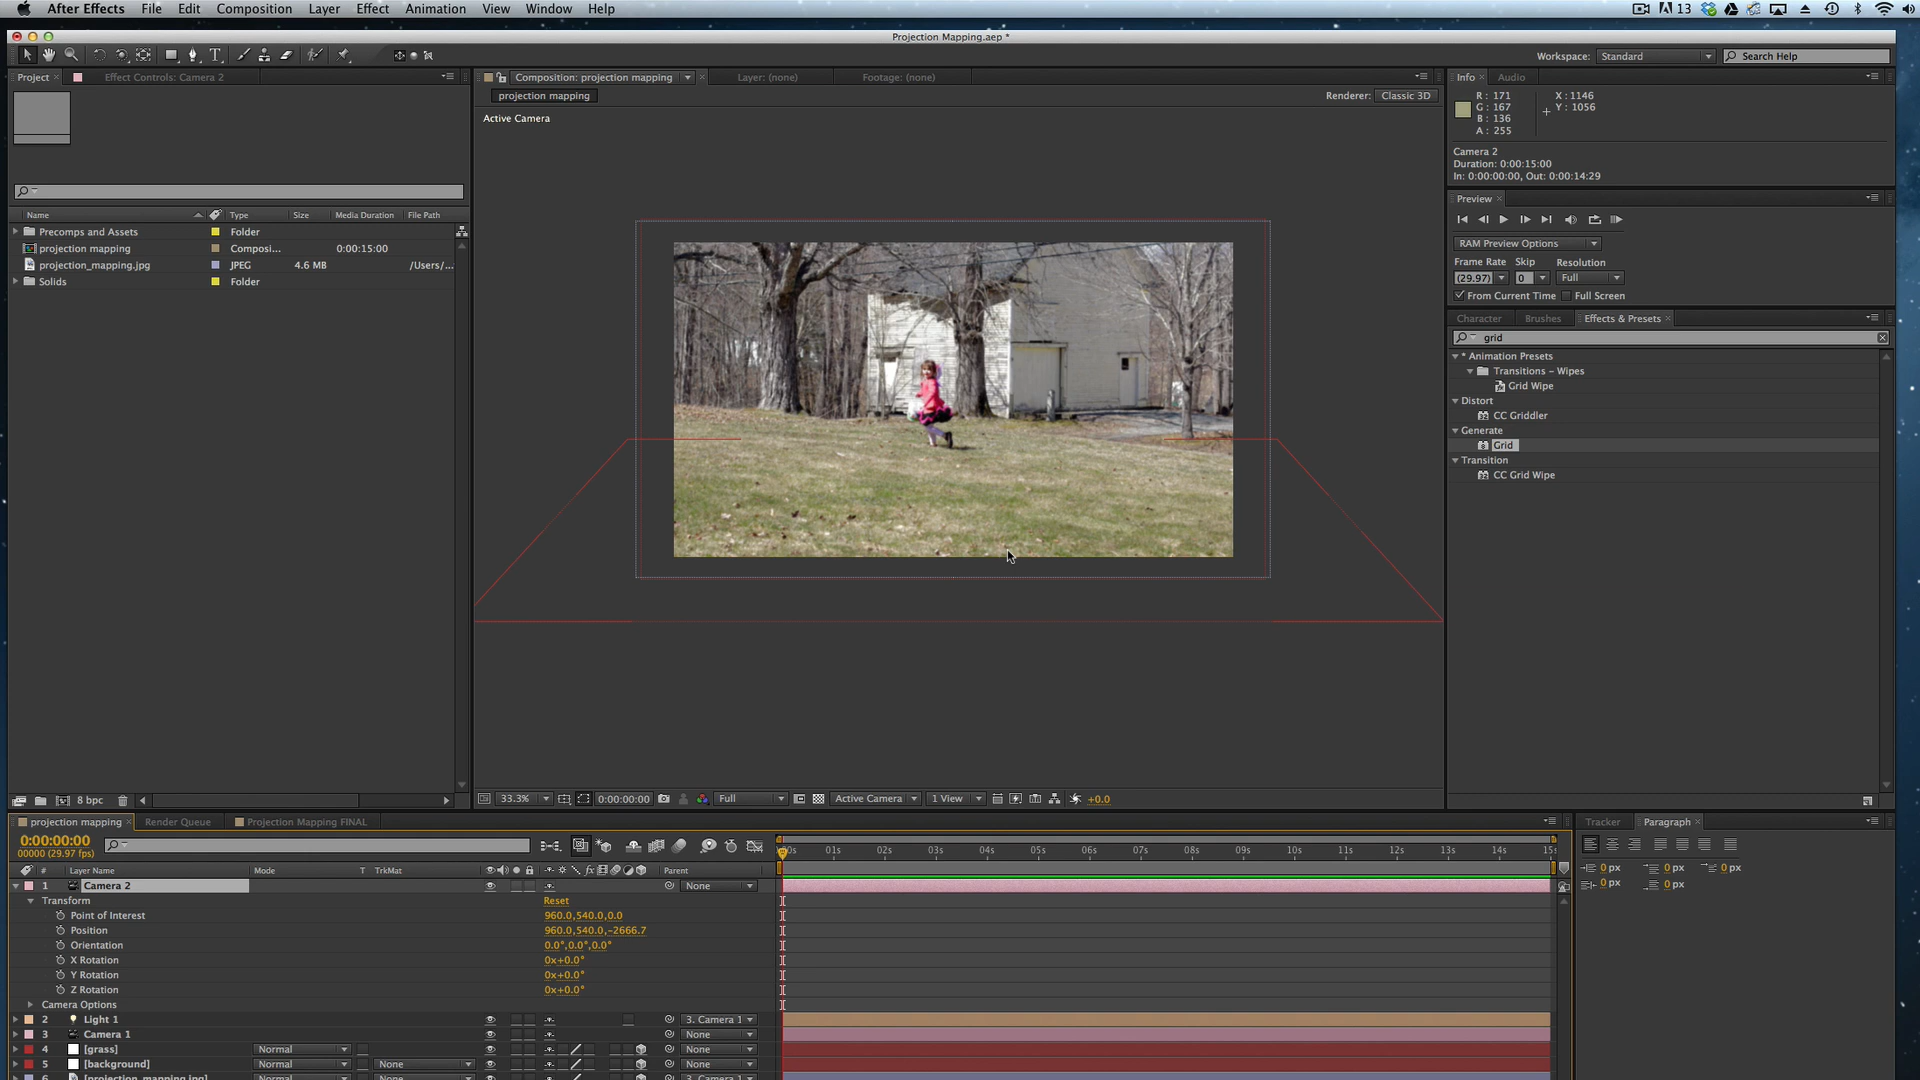 After Effects File Edit Composition Layer Effect Animation View Window Help
13
Projection Mapping.aep *
Workspace: Standard Search Help
Project Effect Controls: Camera 2
Composition: projection mapping Layer: (none) Footage: (none)
Info Audio
projection mapping
Renderer: Classic 3D
R : 171
G : 167
B : 136
A : 255
X : 1146
Y : 1056
Active Camera
Camera 2
Duration: 0:00:15:00
In: 0:00:00:00, Out: 0:00:14:29
Preview
Name Type Size Media Duration File Path
Precomps and Assets Folder
projection mapping Composi... 0:00:15:00
projection_mapping.jpg JPEG 4.6 MB /Users/...
Solids Folder
RAM Preview Options
Frame Rate Skip Resolution
(29.97) 0 Full
From Current Time Full Screen
Character Brushes Effects & Presets
grid
* Animation Presets
Transitions – Wipes
Grid Wipe
Distort
CC Griddler
Generate
Grid
Transition
CC Grid Wipe
8 bpc
33.3% 0:00:00:00 Full Active Camera 1 View +0.0
projection mapping Render Queue Projection Mapping FINAL
Tracker Paragraph
0:00:00:00
00000 (29.97 fps)
01s 02s 03s 04s 05s 06s 07s 08s 09s 10s 11s 12s 13s 14s
0 px 0 px 0 px
0 px 0 px
# Layer Name Mode T TrkMat fx Parent
1 Camera 2 None
Transform Reset
Point of Interest 960.0,540.0,0.0
Position 960.0,540.0,-2666.7
Orientation 0.0°,0.0°,0.0°
X Rotation 0x+0.0°
Y Rotation 0x+0.0°
Z Rotation 0x+0.0°
Camera Options
2 Light 1 3. Camera 1
3 Camera 1 None
4 [grass] Normal None
5 [background] Normal None None
6 [projection_mapping.jpg] Normal None 3. Camera 1